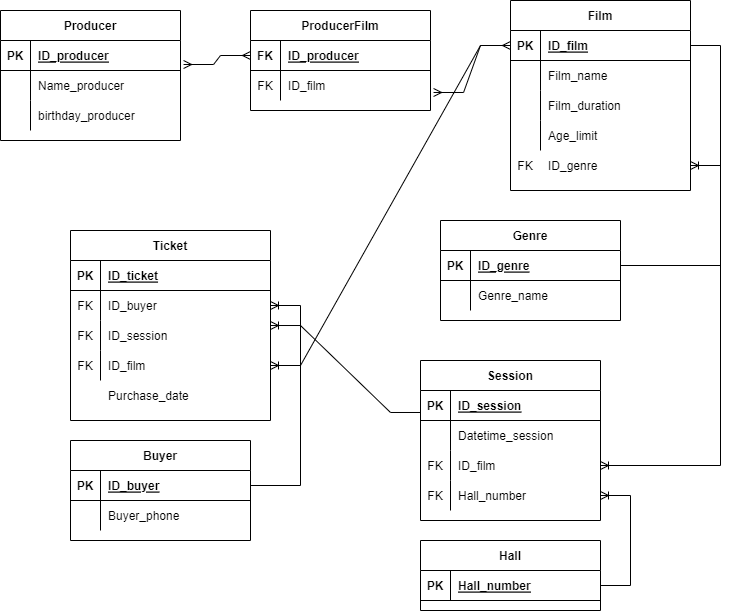 Producer
PK ID_producer
Name_producer
birthday_producer
ProducerFilm
FK ID_producer
FK ID_film
Film
PK ID_film
Film_name
Film_duration
Age_limit
FK ID_genre
Genre
PK ID_genre
Genre_name
Ticket
PK ID_ticket
FK ID_buyer
FK ID_session
FK ID_film
Purchase_date
Session
PK ID_session
Datetime_session
FK ID_film
FK Hall_number
Buyer
PK ID_buyer
Buyer_phone
Hall
PK Hall_number